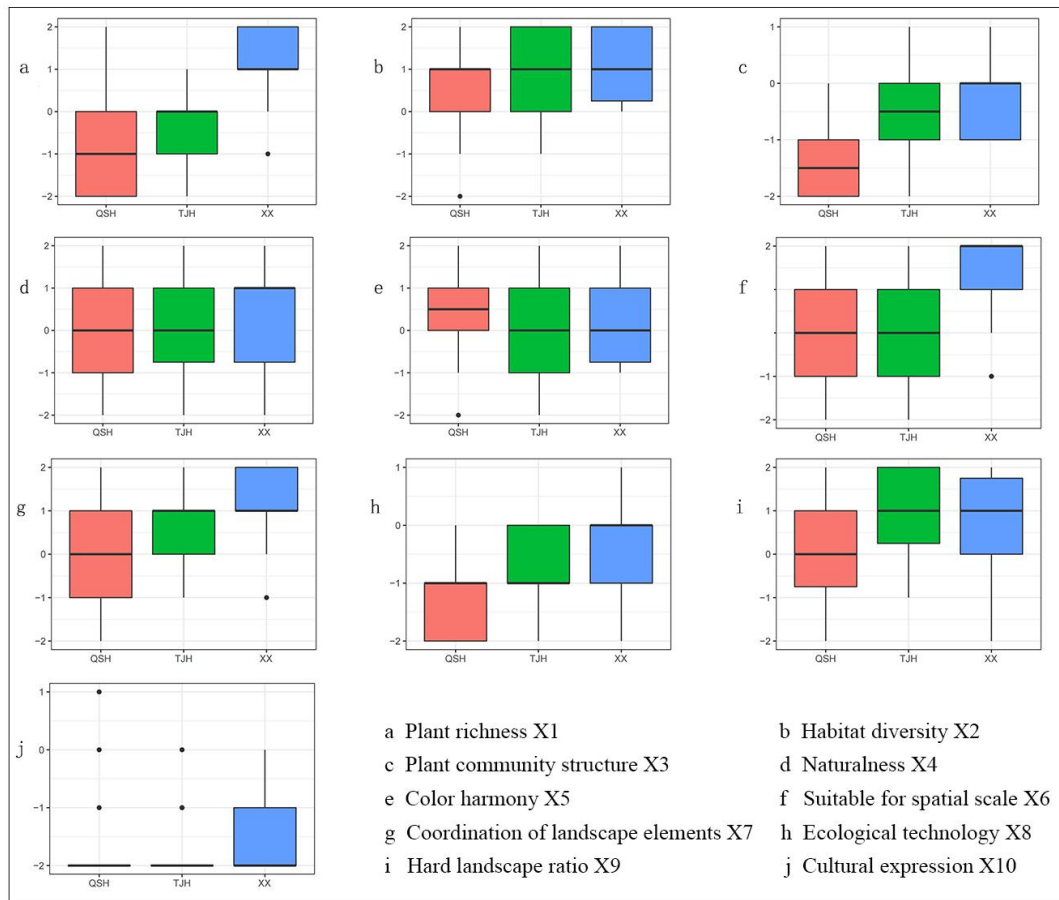 a
2
1
0
-1
-2
QSH TJH XX
b
2
1
0
-1
-2
QSH TJH XX
c
1
0
-1
-2
QSH TJH XX
d
2
1
0
-1
-2
QSH TJH XX
e
2
1
0
-1
-2
QSH TJH XX
f
2
-1
-2
QSH TJH XX
g
2
1
0
-1
-2
QSH TJH XX
h
1
0
-1
-2
QSH TJH XX
i
2
1
0
-1
-2
QSH TJH XX
j
1
0
-1
-2
QSH TJH XX
a Plant richness X1
b Habitat diversity X2
c Plant community structure X3
d Naturalness X4
e Color harmony X5
f Suitable for spatial scale X6
g Coordination of landscape elements X7
h Ecological technology X8
i Hard landscape ratio X9
j Cultural expression X10